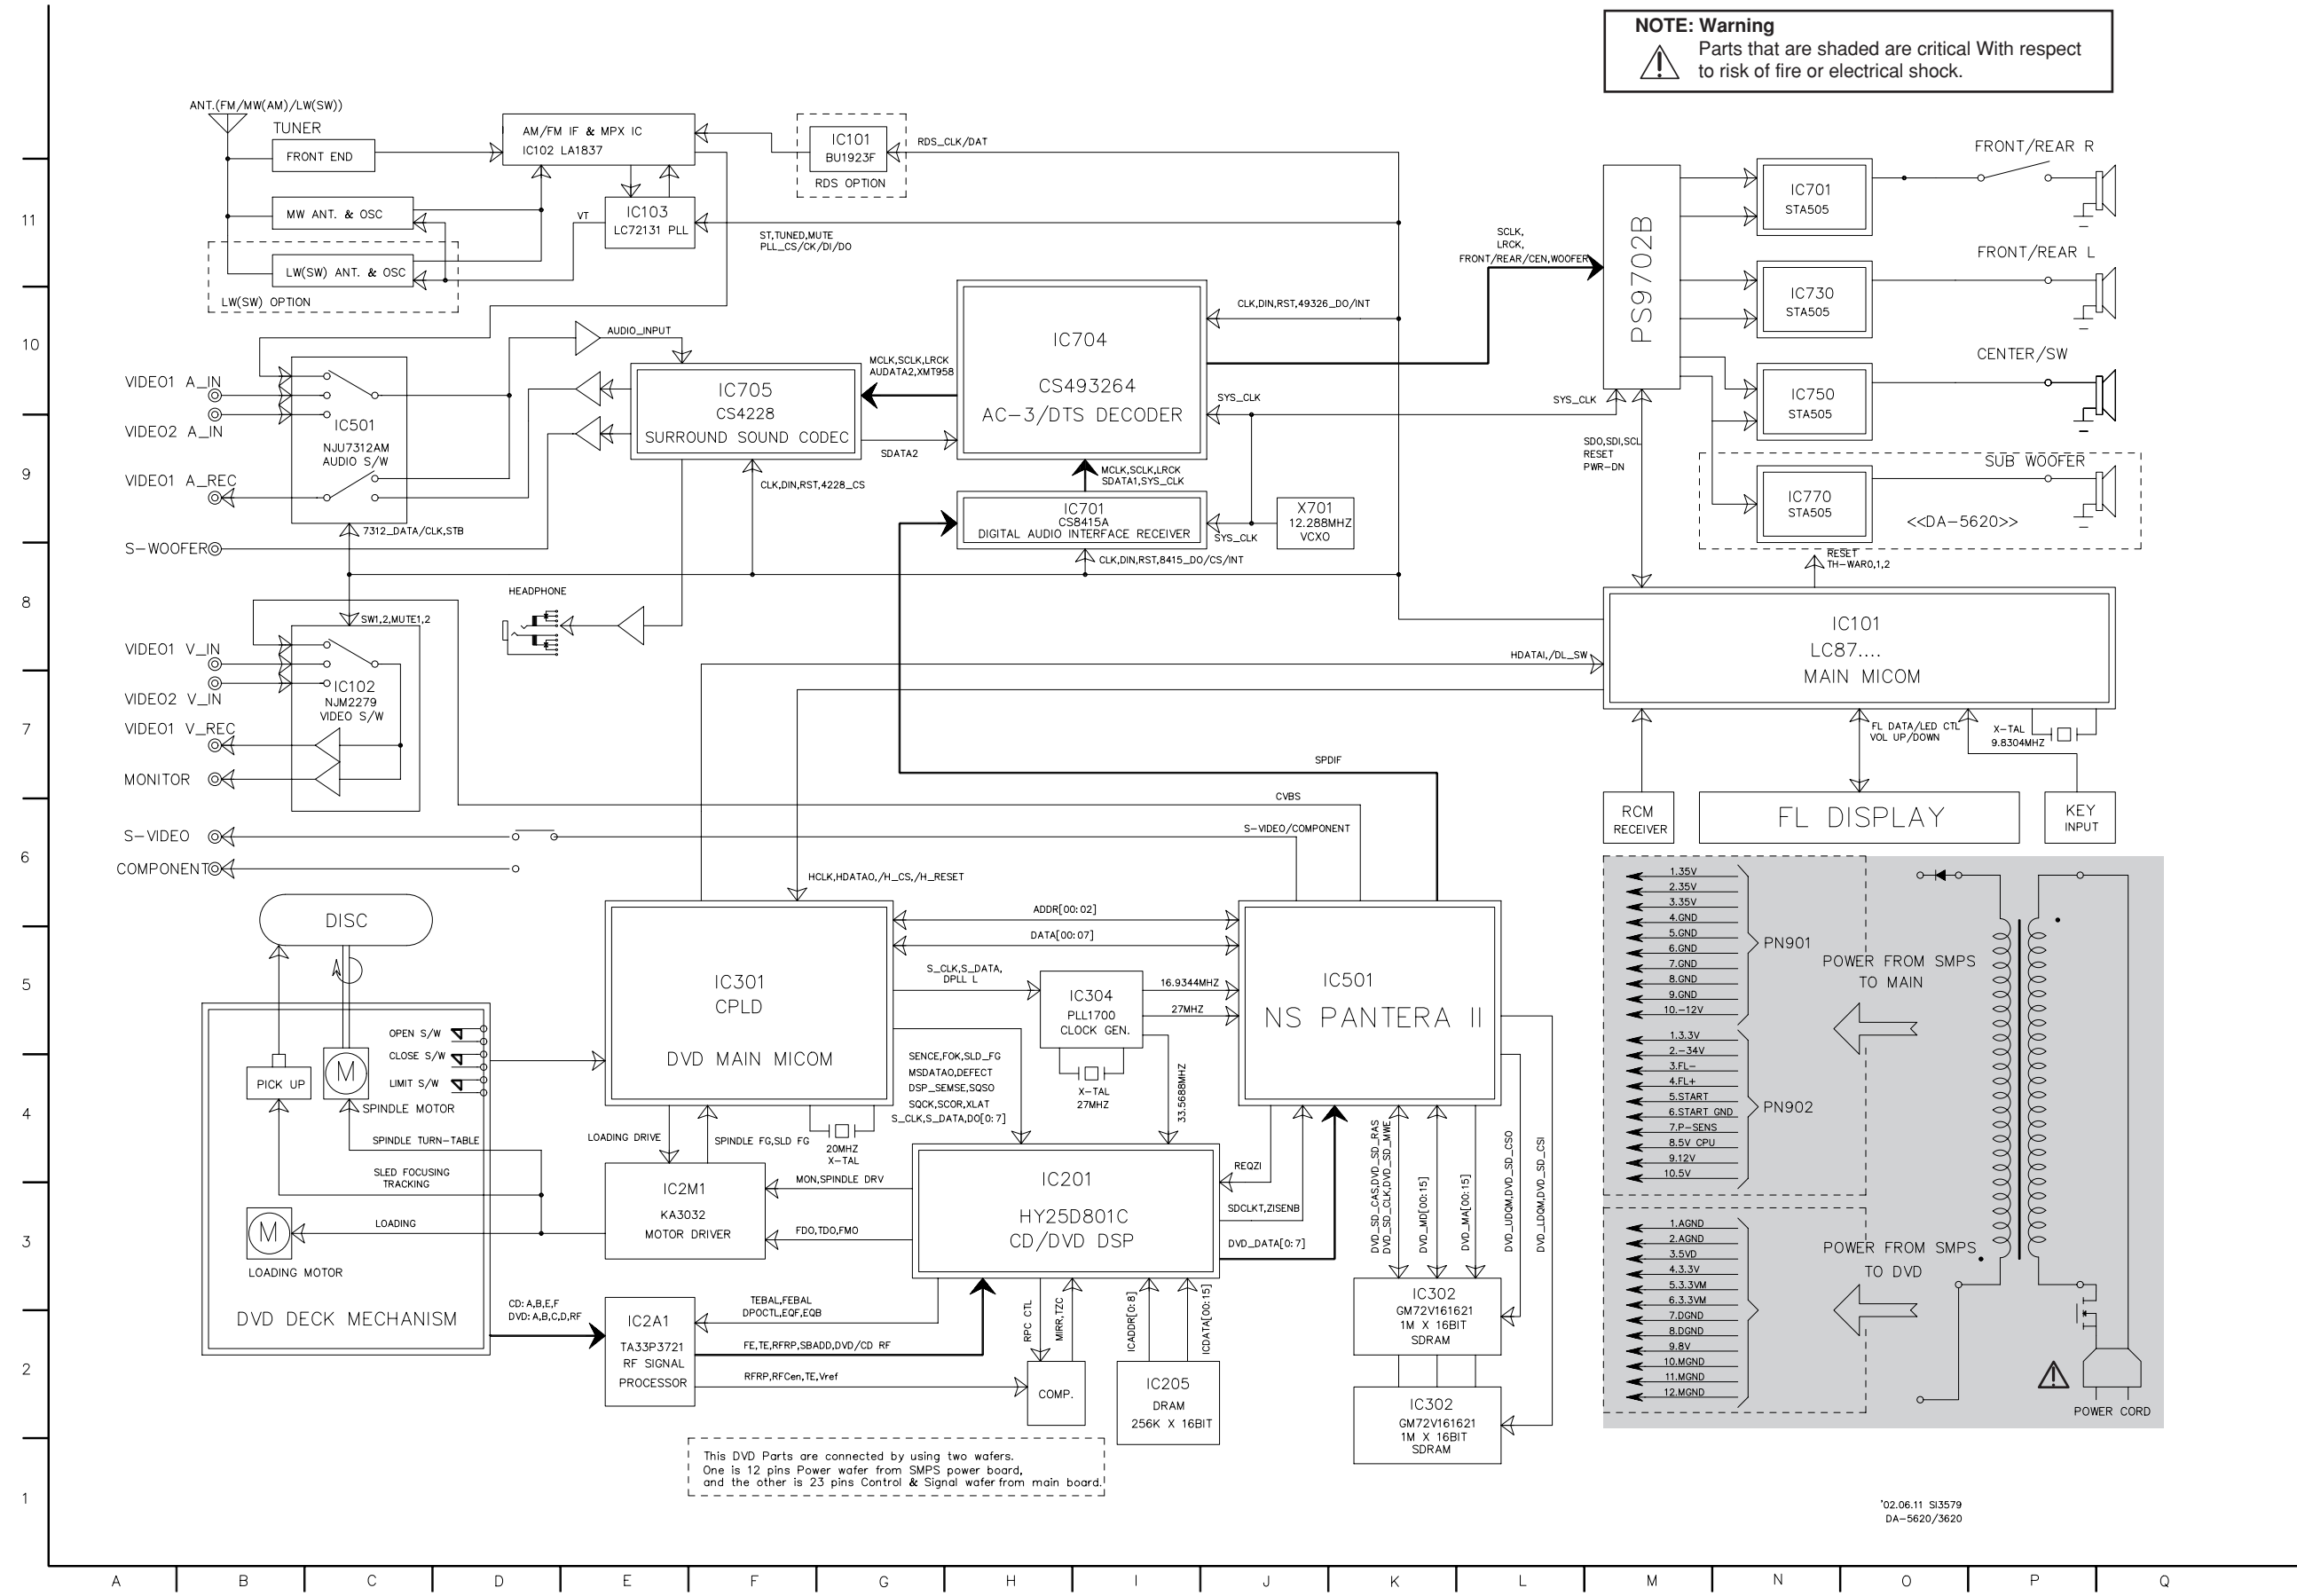 NOTE: Warning
Parts that are shaded are critical With respect
to risk of fire or electrical shock.
ANT.(FM/MW(AM)/LW(SW))
TUNER
FRONT END
AM/FM IF & MPX IC
IC102 LA1837
IC101
BU1923F
RDS OPTION
RDS_CLK/DAT
MW ANT. & OSC
LW(SW) ANT. & OSC
LW(SW) OPTION
VT
IC103
LC72131 PLL
ST,TUNED,MUTE
PLL_CS/CK/DI/DO
SCLK,
LRCK,
FRONT/REAR/CEN,WOOFER
PS9702B
IC701
STA505
FRONT/REAR R
IC730
STA505
FRONT/REAR L
IC750
STA505
CENTER/SW
IC770
STA505
SUB WOOFER
<<DA-5620>>
11
10
9
8
7
6
5
4
3
2
1
VIDEO1 A_IN
VIDEO2 A_IN
VIDEO1 A_REC
S-WOOFER
IC501
NJU7312AM
AUDIO S/W
7312_DATA/CLK,STB
AUDIO_INPUT
IC705
CS4228
SURROUND SOUND CODEC
MCLK,SCLK,LRCK
AUDATA2,XMT958
SDATA2
CLK,DIN,RST,4228_CS
IC704
CS493264
AC-3/DTS DECODER
CLK,DIN,RST,49326_DO/INT
SYS_CLK
SYS_CLK
MCLK,SCLK,LRCK
SDATA1,SYS_CLK
IC701
CS8415A
DIGITAL AUDIO INTERFACE RECEIVER
SYS_CLK
X701
12.288MHZ
VCXO
CLK,DIN,RST,8415_DO/CS/INT
SDO,SDI,SCL
RESET
PWR-DN
RESET
TH-WAR0,1,2
HEADPHONE
SW1,2,MUTE1,2
VIDEO1 V_IN
VIDEO2 V_IN
VIDEO1 V_REC
MONITOR
S-VIDEO
COMPONENT
IC102
NJM2279
VIDEO S/W
HDATAI,/DL_SW
IC101
LC87....
MAIN MICOM
FL DATA/LED CTL
VOL UP/DOWN
X-TAL
9.8304MHZ
RCM
RECEIVER
FL DISPLAY
KEY
INPUT
SPDIF
CVBS
S-VIDEO/COMPONENT
HCLK,HDATAO,/H_CS,/H_RESET
DISC
OPEN S/W
CLOSE S/W
LIMIT S/W
PICK UP
M
SPINDLE MOTOR
SPINDLE TURN-TABLE
SLED FOCUSING
TRACKING
M
LOADING
LOADING MOTOR
DVD DECK MECHANISM
IC301
CPLD
DVD MAIN MICOM
ADDR[00:02]
DATA[00:07]
S_CLK,S_DATA,
DPLL L
IC304
PLL1700
CLOCK GEN.
16.9344MHZ
27MHZ
X-TAL
27MHZ
33.5688MHZ
IC501
NS PANTERA II
SENCE,FOK,SLD_FG
MSDATAO,DEFECT
DSP_SEMSE,SQSO
SQCK,SCOR,XLAT
S_CLK,S_DATA,DO[0:7]
LOADING DRIVE
SPINDLE FG,SLD FG
20MHZ
X-TAL
IC2M1
KA3032
MOTOR DRIVER
MON,SPINDLE DRV
FDO,TDO,FMO
IC201
HY25D801C
CD/DVD DSP
REQZI
SDCLKT,ZISENB
DVD_DATA[0:7]
DVD_SD_CAS,DVD_SD_RAS
DVD_SD_CLK,DVD_SD_MWE
DVD_MD[00:15]
DVD_MA[00:15]
DVD_UDQM,DVD_SD_CSO
DVD_LDQM,DVD_SD_CSI
CD:A,B,E,F
DVD:A,B,C,D,RF
IC2A1
TA33P3721
RF SIGNAL
PROCESSOR
TEBAL,FEBAL
DPOCTL,EQF,EQB
FE,TE,RFRP,SBADD,DVD/CD RF
RFRP,RFCen,TE,Vref
RPC CTL
MIRR,TZC
COMP.
ICADDR[0:8]
ICDATA[00:15]
IC205
DRAM
256K X 16BIT
IC302
GM72V161621
1M X 16BIT
SDRAM
IC302
GM72V161621
1M X 16BIT
SDRAM
1.35V
2.35V
3.35V
4.GND
5.GND
6.GND
7.GND
8.GND
9.GND
10.-12V
PN901
1.3.3V
2.-34V
3.FL-
4.FL+
5.START
6.START GND
7.P-SENS
8.5V CPU
9.12V
10.5V
PN902
POWER FROM SMPS
TO MAIN
1.AGND
2.AGND
3.5VD
4.3.3V
5.3.3VM
6.3.3VM
7.DGND
8.DGND
9.8V
10.MGND
11.MGND
12.MGND
POWER FROM SMPS
TO DVD
POWER CORD
This DVD Parts are connected by using two wafers.
One is 12 pins Power wafer from SMPS power board,
and the other is 23 pins Control & Signal wafer from main board.
'02.06.11 SI3579
DA-5620/3620
A B C D E F G H I J K L M N O P Q